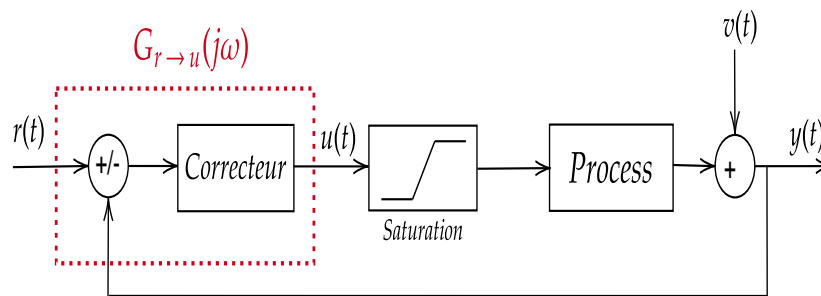 G_{r→u}(jω)
v(t)
r(t)
+/-
Correcteur
u(t)
Saturation
Process
+
y(t)